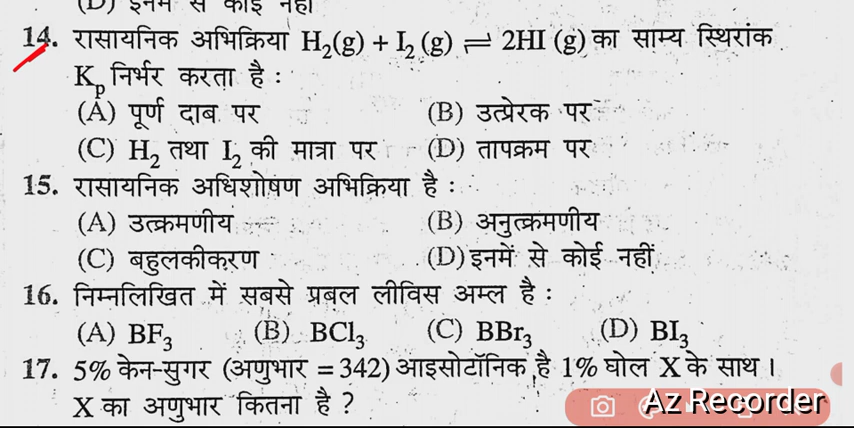 (D) इनमें से कोई नहीं
14. रासायनिक अभिक्रिया H₂(g) + I₂ (g) ⇌ 2HI (g) का साम्य स्थिरांक
Kₚ निर्भर करता है :
(A) पूर्ण दाब पर (B) उत्प्रेरक पर
(C) H₂ तथा I₂ की मात्रा पर (D) तापक्रम पर
15. रासायनिक अधिशोषण अभिक्रिया है :
(A) उत्क्रमणीय (B) अनुत्क्रमणीय
(C) बहुलकीकरण (D) इनमें से कोई नहीं
16. निम्नलिखित में सबसे प्रबल लीविस अम्ल है :
(A) BF₃ (B) BCl₃ (C) BBr₃ (D) BI₃
17. 5% केन-सुगर (अणुभार = 342) आइसोटॉनिक है 1% घोल X के साथ ।
X का अणुभार कितना है ?
Az Recorder